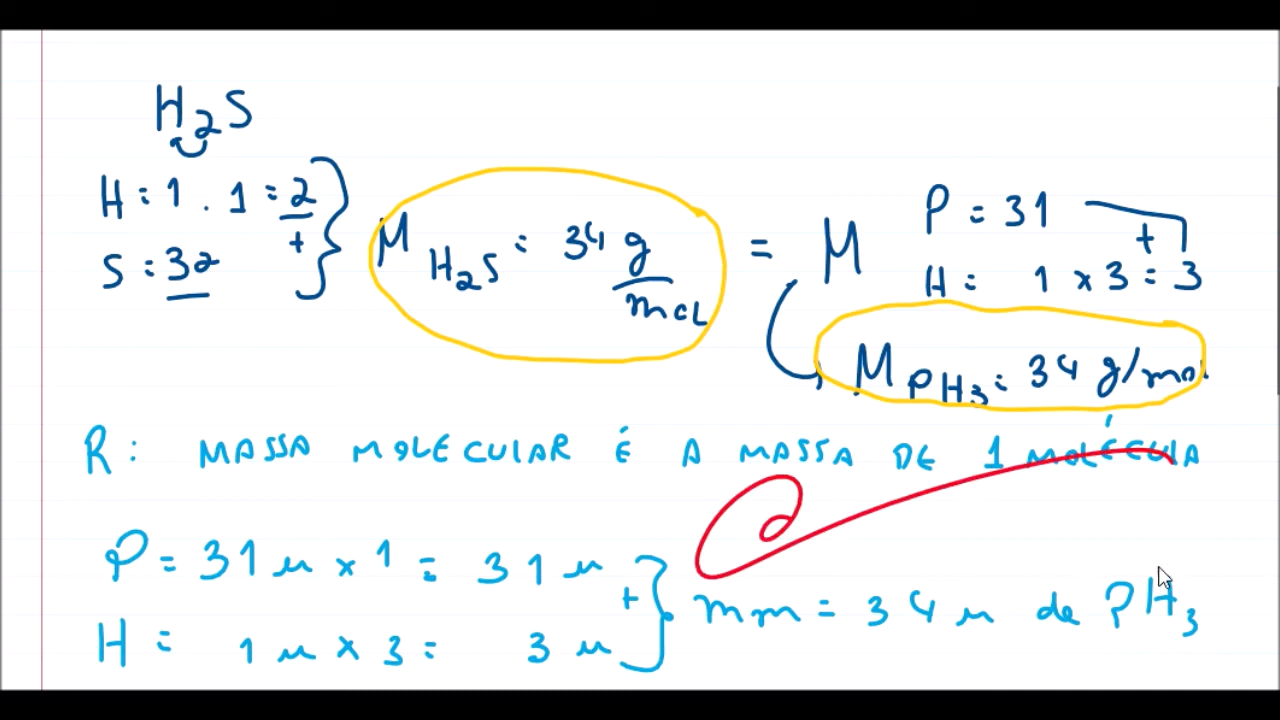 H2S
H = 1 . 1 = 2
+
S = 32
M H2S = 34 g/mol = M
P = 31
+
H = 1 x 3 = 3
M PH3 = 34 g/mol
R: MASSA MOLECULAR É A MASSA DE 1 MOLÉCULA
P = 31 u x 1 = 31 u
+
H = 1 u x 3 = 3 u
mm = 34 u de PH3